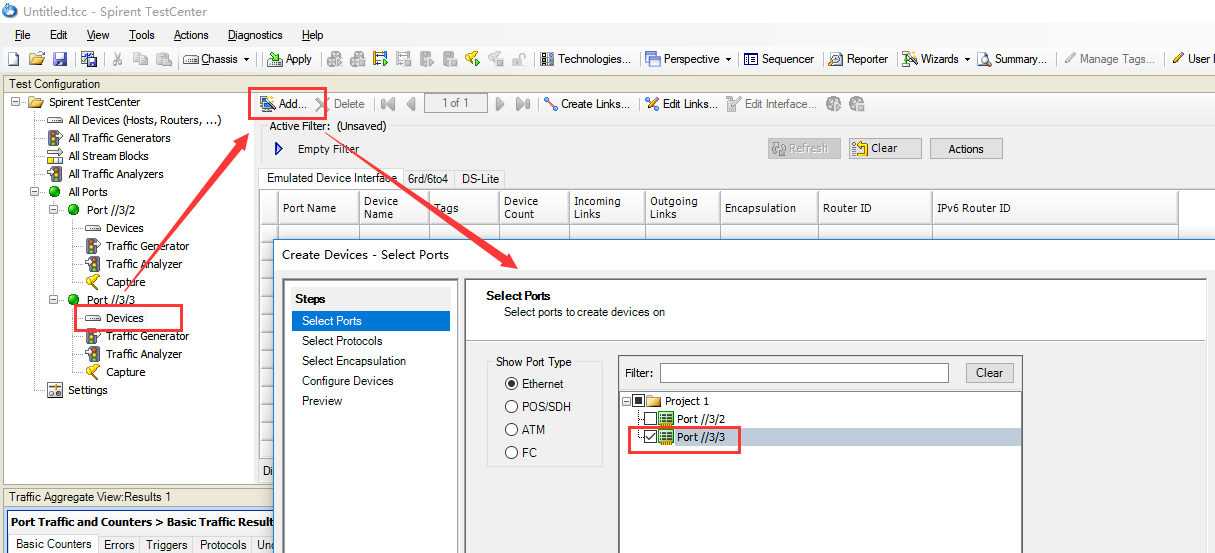 Untitled.tcc - Spirent TestCenter
File Edit View Tools Actions Diagnostics Help
Chassis Apply Technologies... Perspective Sequencer Reporter Wizards Summary... Manage Tags... User
Test Configuration
Spirent TestCenter
All Devices (Hosts, Routers, ...)
All Traffic Generators
All Stream Blocks
All Traffic Analyzers
All Ports
Port //3/2
Devices
Traffic Generator
Traffic Analyzer
Capture
Port //3/3
Devices
Traffic Generator
Traffic Analyzer
Capture
Settings
Add... Delete 1 of 1 Create Links... Edit Links... Edit Interface...
Active Filter: (Unsaved)
Empty Filter Refresh Clear Actions
Emulated Device Interface 6rd/6to4 DS-Lite
Port Name Device Name Tags Device Count Incoming Links Outgoing Links Encapsulation Router ID IPv6 Router ID
Create Devices - Select Ports
Steps
Select Ports
Select Protocols
Select Encapsulation
Configure Devices
Preview
Select Ports
Select ports to create devices on
Show Port Type
Ethernet
POS/SDH
ATM
FC
Filter: Clear
Project 1
Port //3/2
Port //3/3
Traffic Aggregate View:Results 1
Port Traffic and Counters > Basic Traffic Result
Basic Counters Errors Triggers Protocols